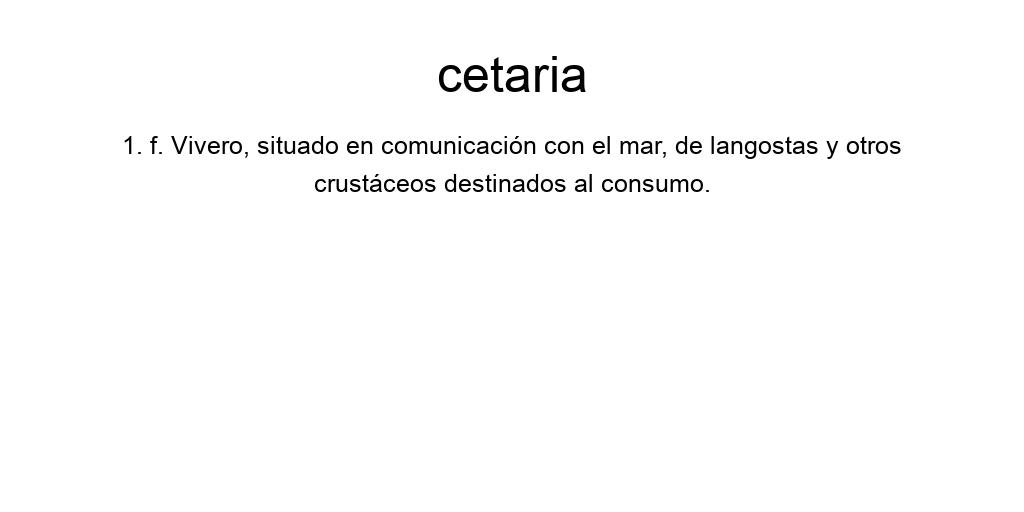 cetaria
1. f. Vivero, situado en comunicación con el mar, de langostas y otros
crustáceos destinados al consumo.